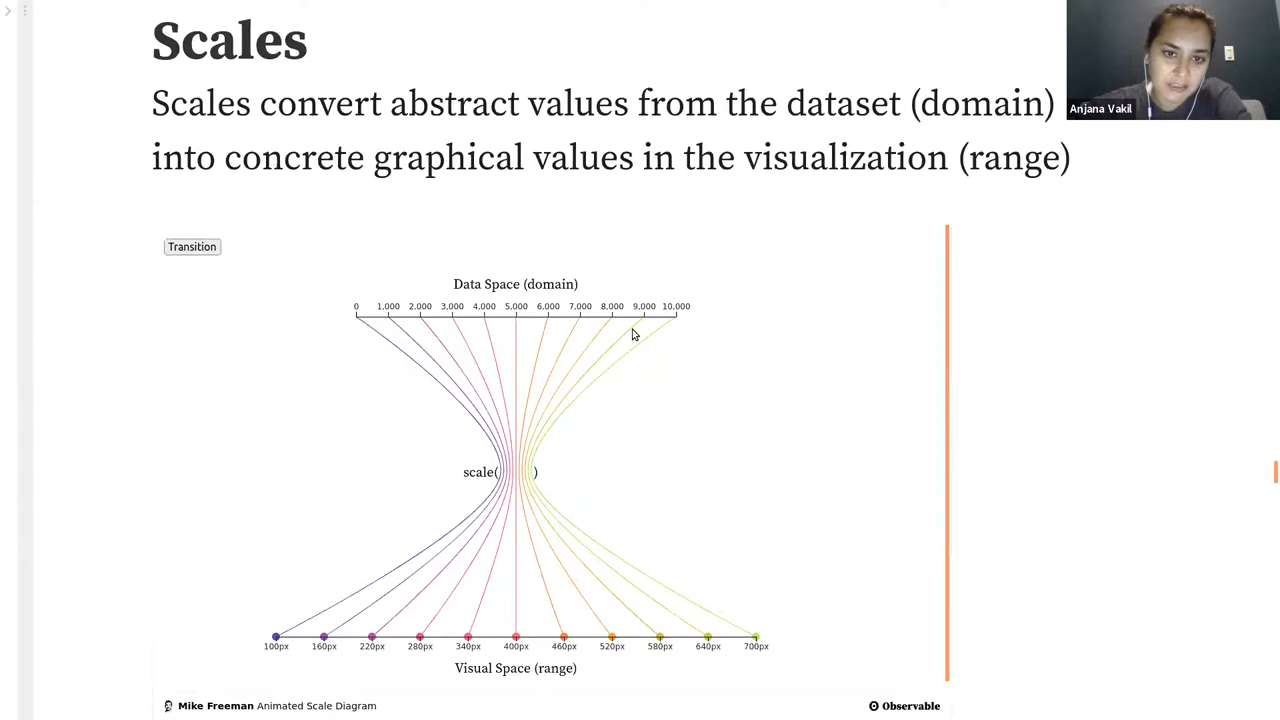 Scales
Scales convert abstract values from the dataset (domain)
into concrete graphical values in the visualization (range)
Anjana Vakil
Transition
Data Space (domain)
0 1,000 2,000 3,000 4,000 5,000 6,000 7,000 8,000 9,000 10,000
scale( )
100px 160px 220px 280px 340px 400px 460px 520px 580px 640px 700px
Visual Space (range)
Mike Freeman Animated Scale Diagram
Observable